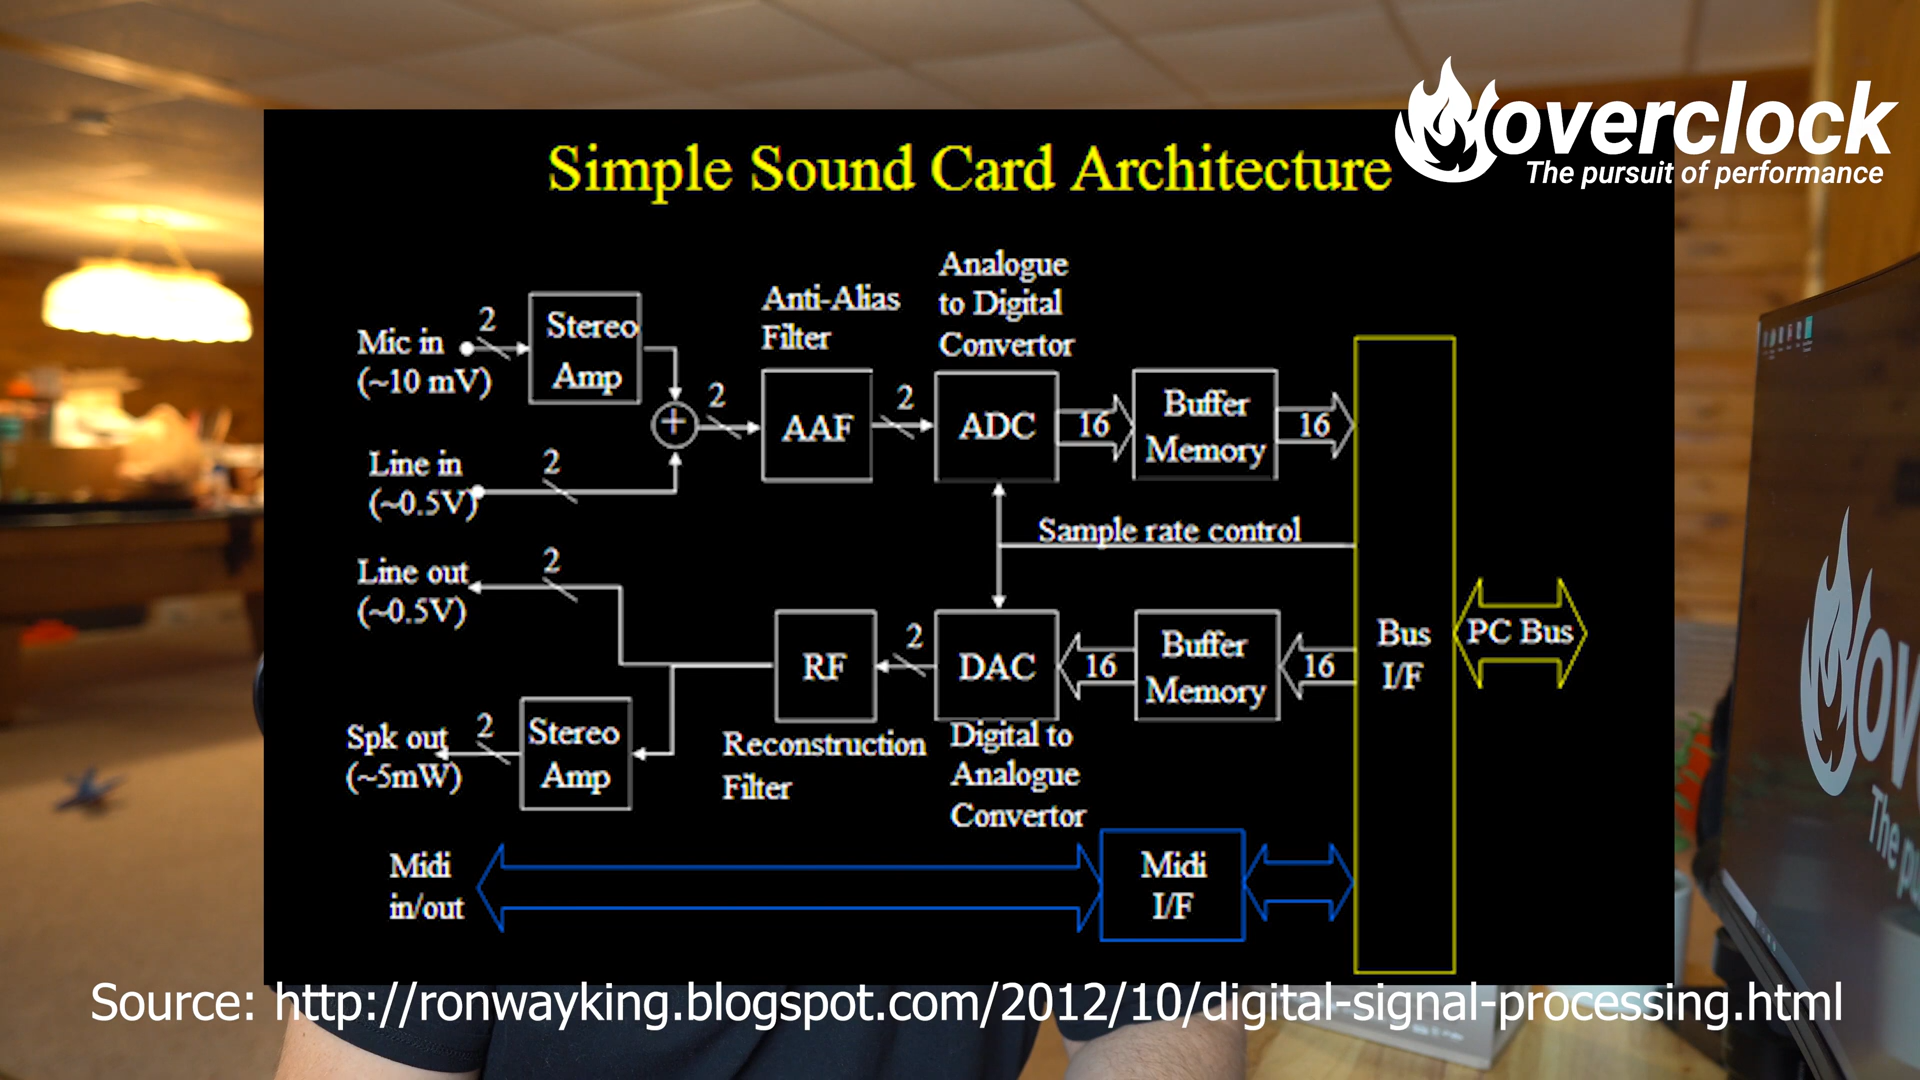 overclock
The pursuit of performance
Simple Sound Card Architecture
Mic in
(~10 mV)
2
Stereo
Amp
Line in
(~0.5V)
2
+
2
Anti-Alias
Filter
AAF
2
Analogue
to Digital
Convertor
ADC
16
Buffer
Memory
16
Sample rate control
Line out
(~0.5V)
2
Spk out
(~5mW)
2
Stereo
Amp
RF
Reconstruction
Filter
2
DAC
Digital to
Analogue
Convertor
16
Buffer
Memory
16
Bus
I/F
PC Bus
Midi
in/out
Midi
I/F
Source: http://ronwayking.blogspot.com/2012/10/digital-signal-processing.html
ov
The pu